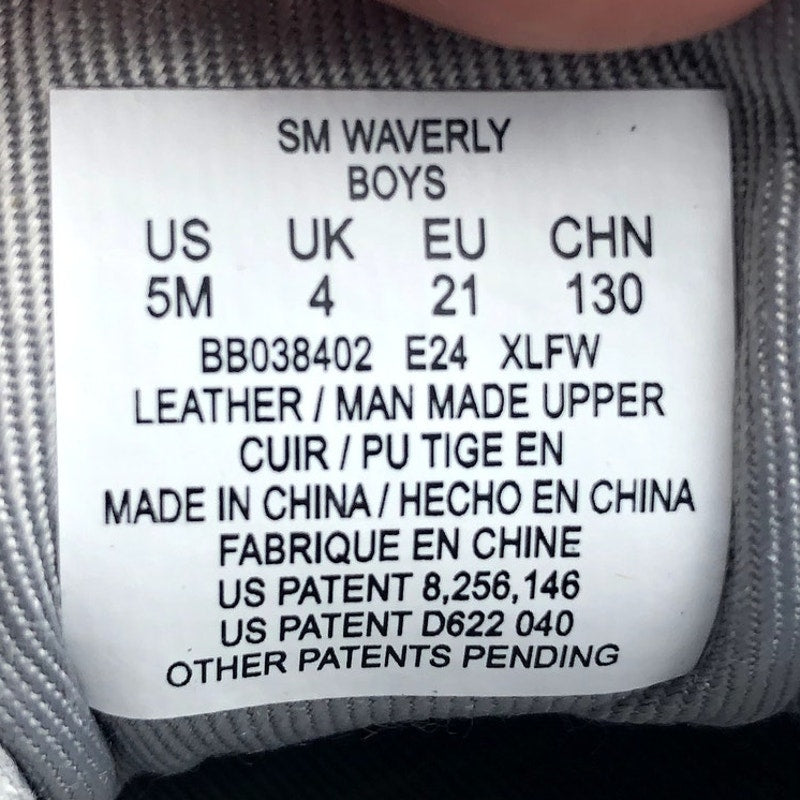 SM WAVERLY
BOYS
US UK EU CHN
5M 4 21 130
BB038402 E24 XLFW
LEATHER / MAN MADE UPPER
CUIR / PU TIGE EN
MADE IN CHINA / HECHO EN CHINA
FABRIQUE EN CHINE
US PATENT 8,256,146
US PATENT D622 040
OTHER PATENTS PENDING